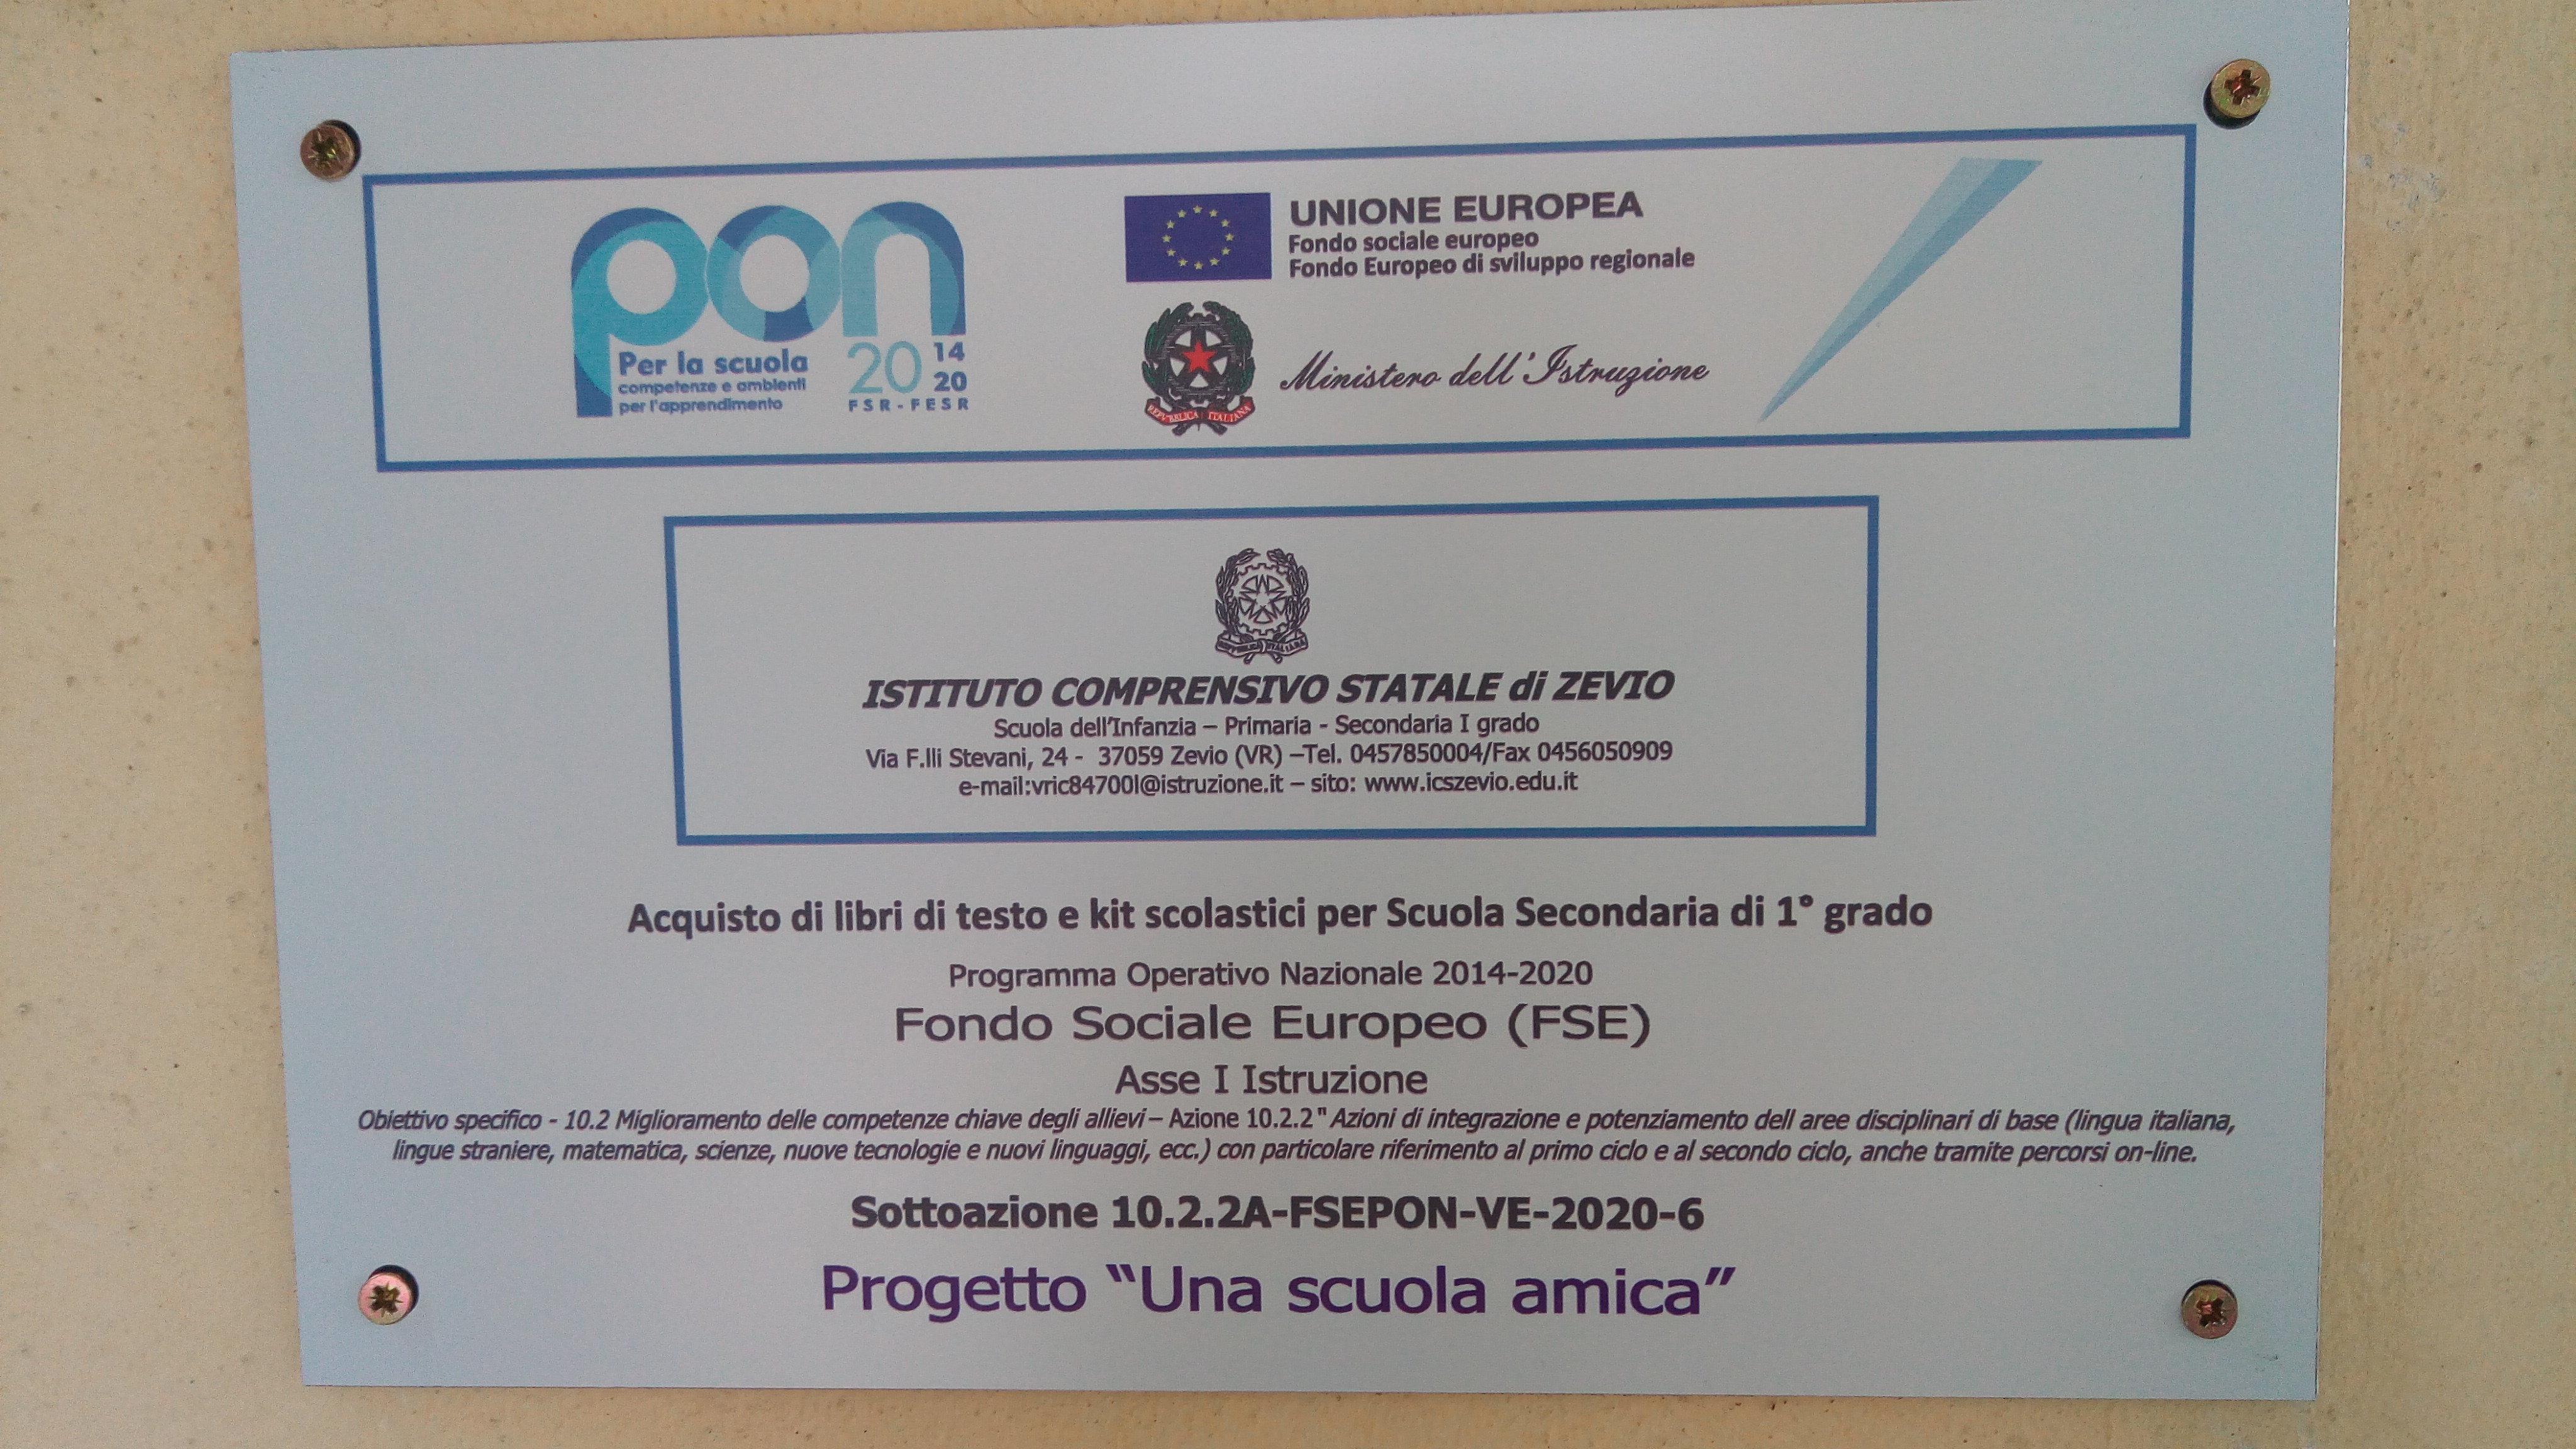 pon
Per la scuola
competenze e ambienti
per l'apprendimento
20 14
20
FSR-FESR
UNIONE EUROPEA
Fondo sociale europeo
Fondo Europeo di sviluppo regionale
REPVBBLICA ITALIANA
Ministero dell'Istruzione
REPVBBLICA ITALIANA
ISTITUTO COMPRENSIVO STATALE di ZEVIO
Scuola dell'Infanzia – Primaria - Secondaria I grado
Via F.lli Stevani, 24 - 37059 Zevio (VR) –Tel. 0457850004/Fax 0456050909
e-mail:vric84700l@istruzione.it – sito: www.icszevio.edu.it
Acquisto di libri di testo e kit scolastici per Scuola Secondaria di 1° grado
Programma Operativo Nazionale 2014-2020
Fondo Sociale Europeo (FSE)
Asse I Istruzione
Obiettivo specifico - 10.2 Miglioramento delle competenze chiave degli allievi – Azione 10.2.2 " Azioni di integrazione e potenziamento dell aree disciplinari di base (lingua italiana,
lingue straniere, matematica, scienze, nuove tecnologie e nuovi linguaggi, ecc.) con particolare riferimento al primo ciclo e al secondo ciclo, anche tramite percorsi on-line.
Sottoazione 10.2.2A-FSEPON-VE-2020-6
Progetto “Una scuola amica”